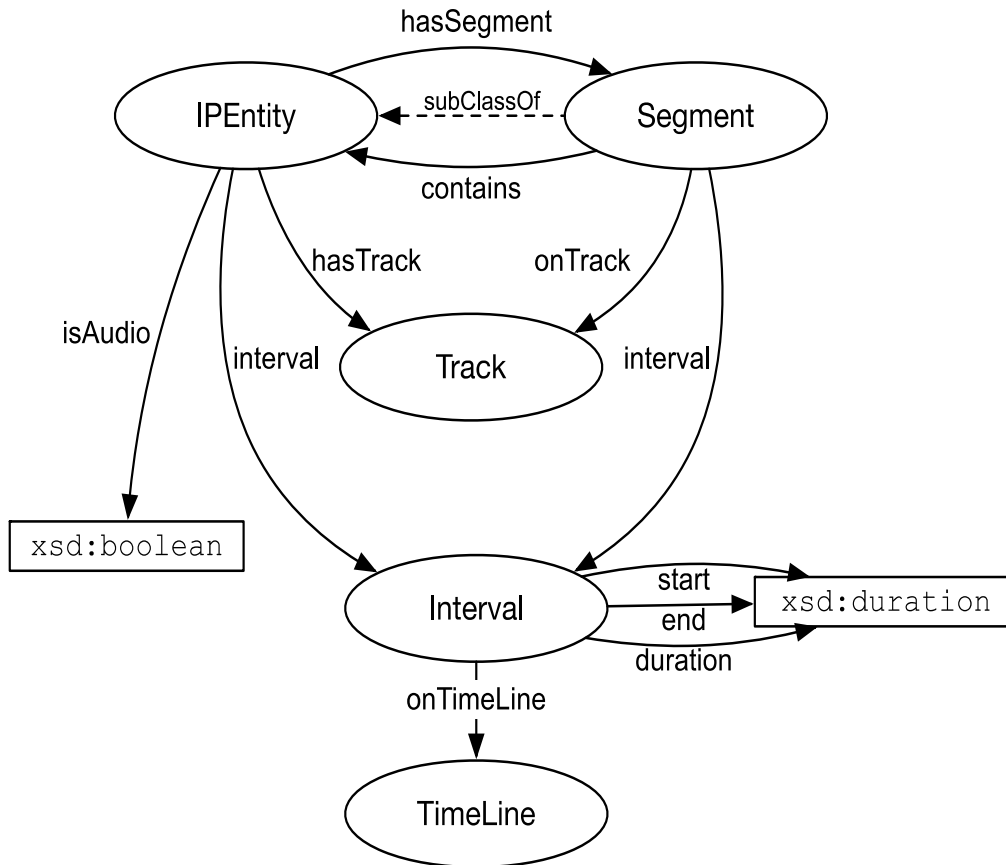 hasSegment
IPEntity
subClassOf
Segment
contains
hasTrack
onTrack
isAudio
interval
Track
interval
xsd:boolean
Interval
start
end
duration
xsd:duration
onTimeLine
TimeLine